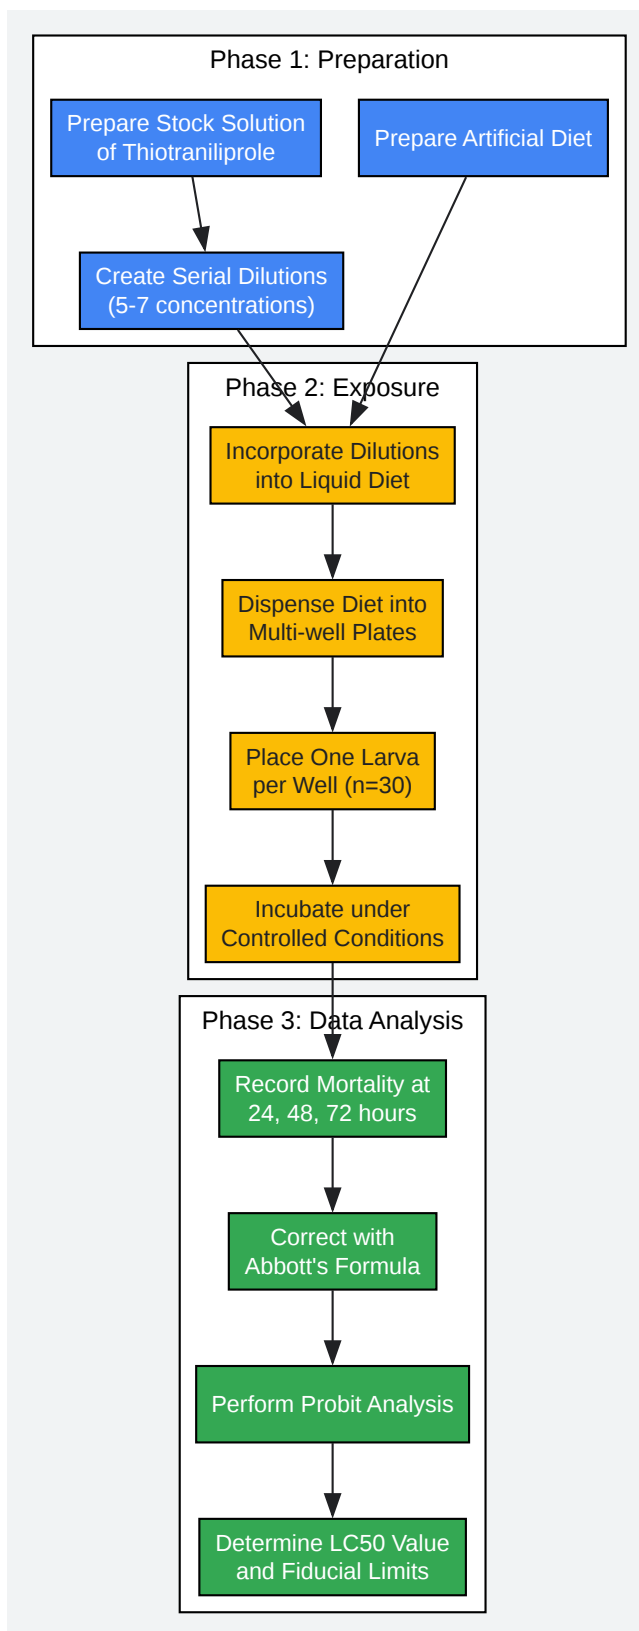 Phase 1: Preparation
Prepare Stock Solution
of Thiotraniliprole
Prepare Artificial Diet
Create Serial Dilutions
(5-7 concentrations)
Phase 2: Exposure
Incorporate Dilutions
into Liquid Diet
Dispense Diet into
Multi-well Plates
Place One Larva
per Well (n=30)
Incubate under
Controlled Conditions
Phase 3: Data Analysis
Record Mortality at
24, 48, 72 hours
Correct with
Abbott's Formula
Perform Probit Analysis
Determine LC50 Value
and Fiducial Limits